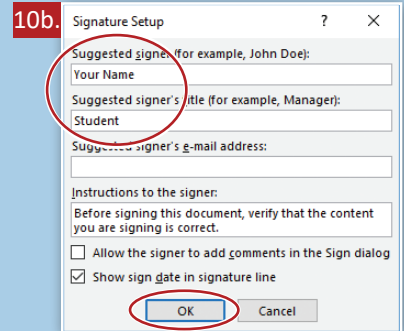 10b.
Signature Setup ? ×
Suggested signer (for example, John Doe):
Your Name
Suggested signer's title (for example, Manager):
Student
Suggested signer's e-mail address:
Instructions to the signer:
Before signing this document, verify that the content
you are signing is correct.
Allow the signer to add comments in the Sign dialog
Show sign date in signature line
OK Cancel